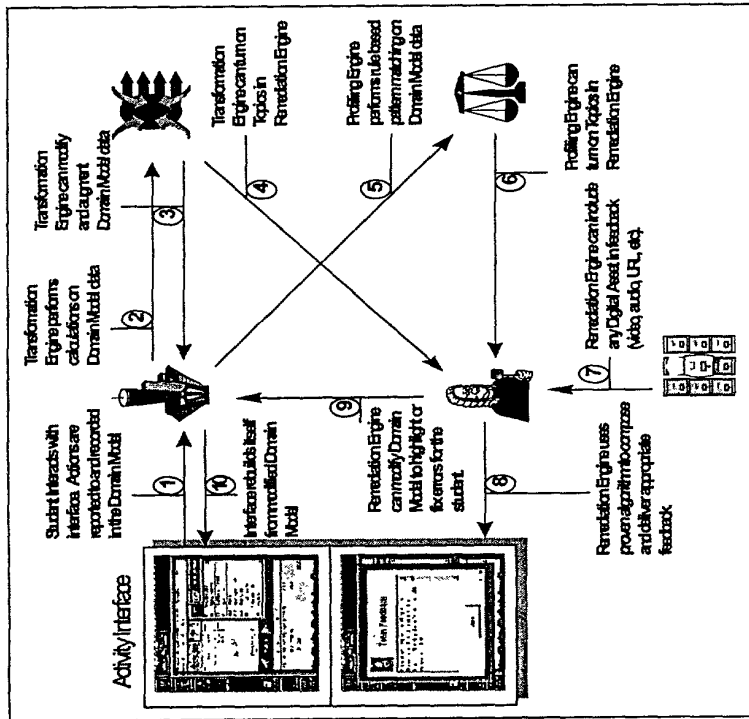 Activity Interface
Student interacts with
interface. Actions are
reported to and recorded
in the Domain Model
1
Transformation
Engine performs
calculations on
Domain Model data
2
Transformation
Engine can modify
and augment
Domain Model data
3
Transformation
Engine can turn on
Topics in
Remediation Engine
4
Profiling Engine
performs rule based
pattern matching on
Domain Model data
5
Profiling Engine can
turn on Topics in
Remediation Engine
6
Remediation Engine can include
any Digital Asset in feedback
(Video, audio, URL, etc).
7
Remediation Engine uses
proven algorithm to compose
and deliver appropriate
feedback
8
Remediation Engine
can modify Domain
Model to highlight or
fix errors for the
student.
9
Interface rebuilds itself
from modified Domain
Model
10
Feedback